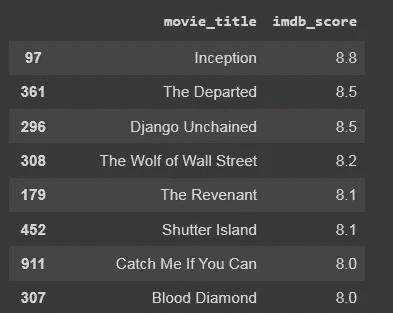 movie_title imdb_score
97 Inception 8.8
361 The Departed 8.5
296 Django Unchained 8.5
308 The Wolf of Wall Street 8.2
179 The Revenant 8.1
452 Shutter Island 8.1
911 Catch Me If You Can 8.0
307 Blood Diamond 8.0